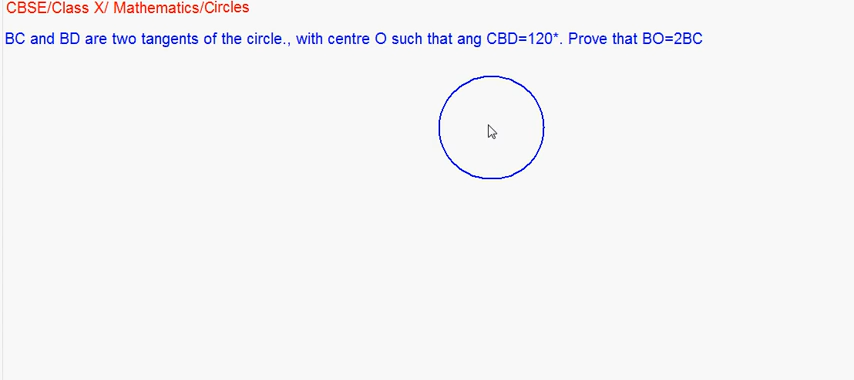 CBSE/Class X/ Mathematics/Circles
BC and BD are two tangents of the circle., with centre O such that ang CBD=120*. Prove that BO=2BC